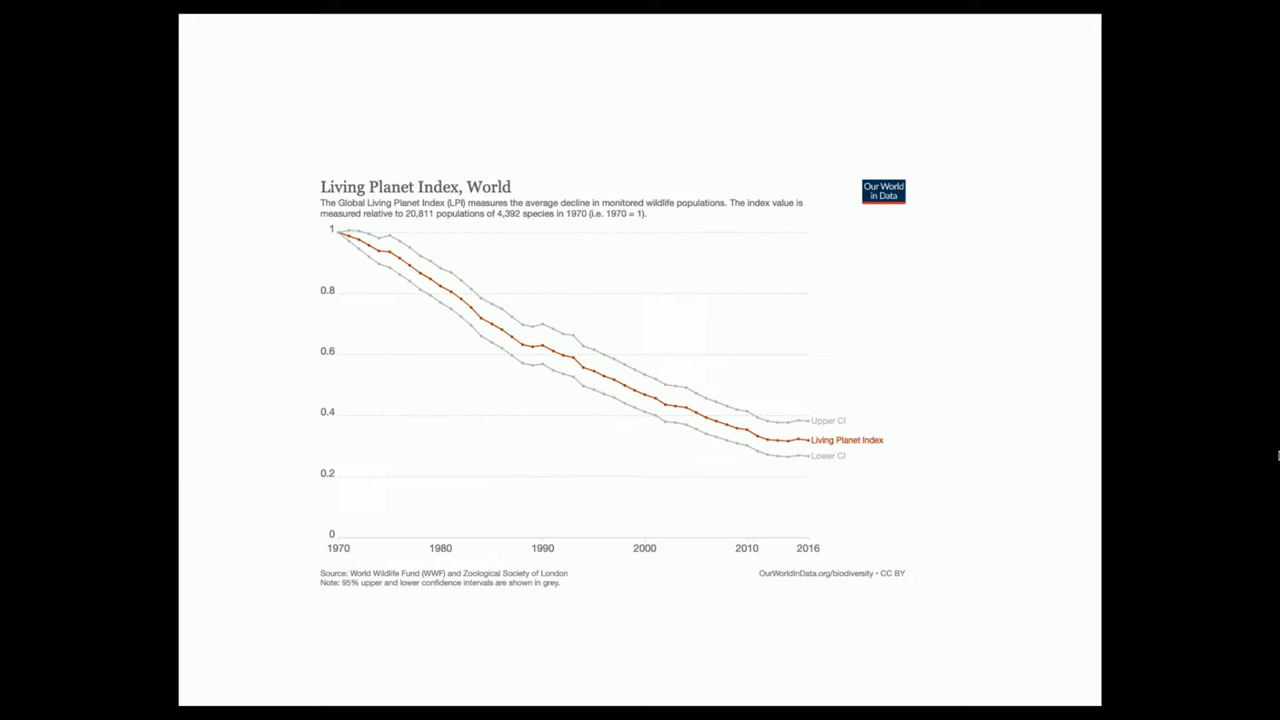 Living Planet Index, World
Our World
in Data
The Global Living Planet Index (LPI) measures the average decline in monitored wildlife populations. The index value is
measured relative to 20,811 populations of 4,392 species in 1970 (i.e. 1970 = 1).
1
0.8
0.6
0.4
Upper CI
Living Planet Index
Lower CI
0.2
0
1970 1980 1990 2000 2010 2016
Source: World Wildlife Fund (WWF) and Zoological Society of London
OurWorldInData.org/biodiversity • CC BY
Note: 95% upper and lower confidence intervals are shown in grey.